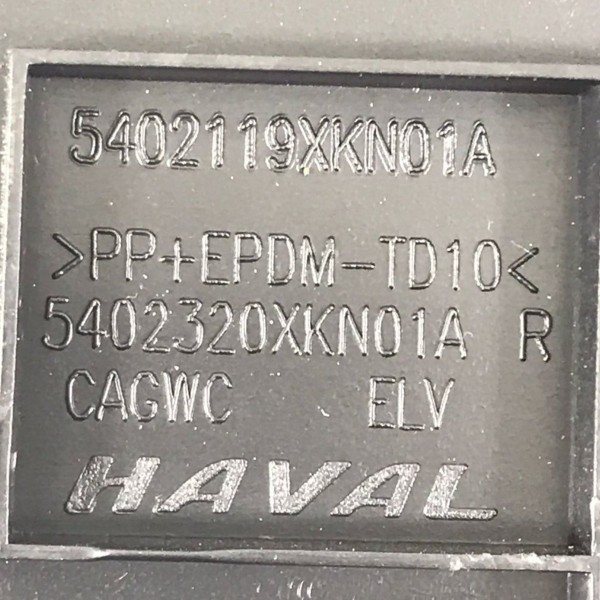 5402119XKN01A
>PP+EPDM-TD10<
5402320XKN01A R
CAGWC ELV
HAVAL